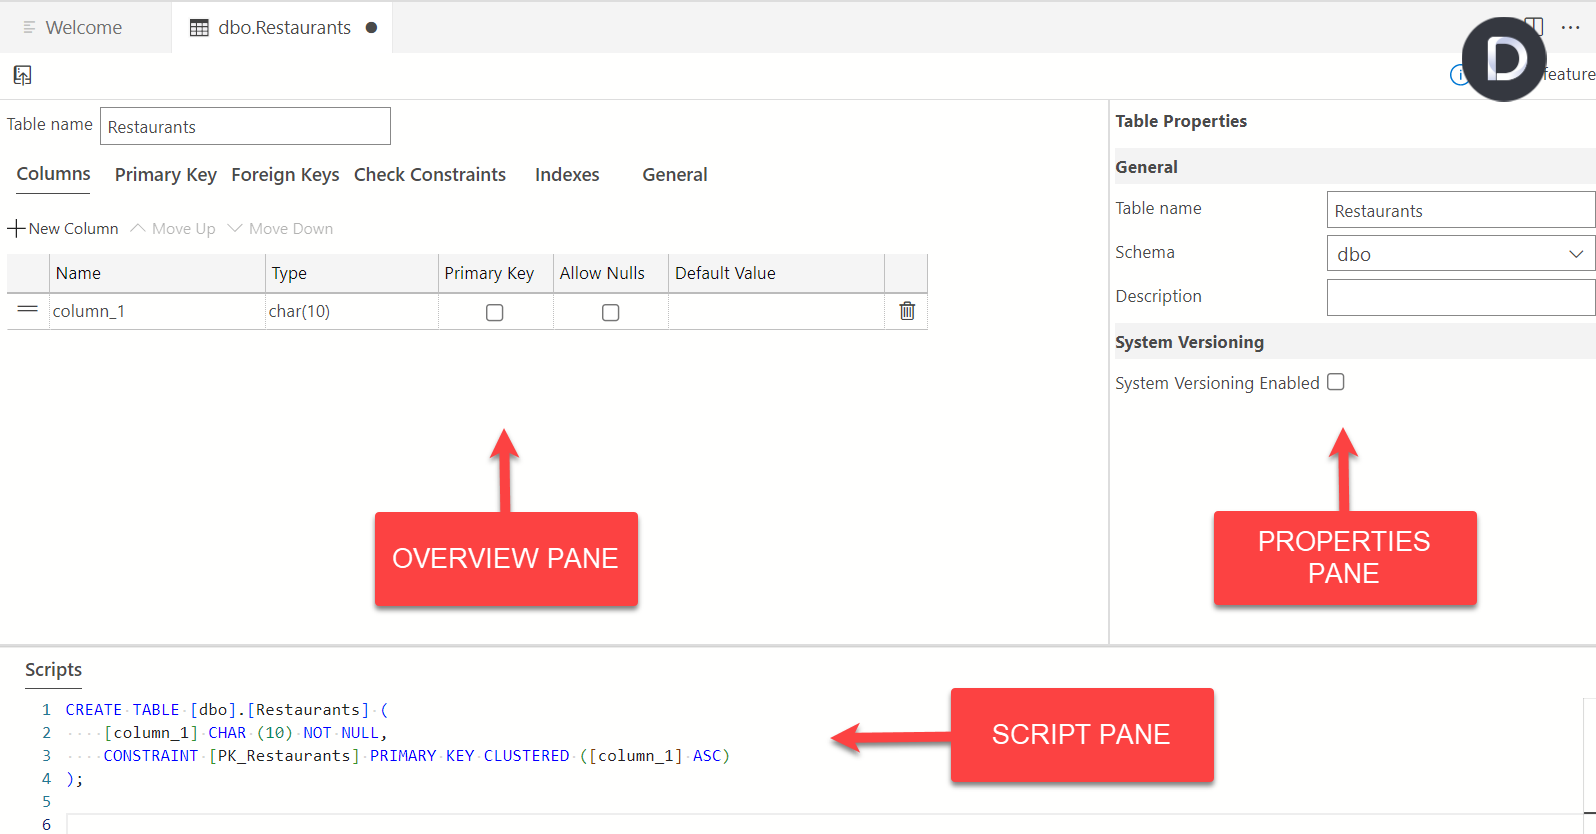 Welcome
dbo.Restaurants
D
feature
Table name
Restaurants
Columns Primary Key Foreign Keys Check Constraints Indexes General
New Column Move Up Move Down
Name Type Primary Key Allow Nulls Default Value
column_1 char(10)
OVERVIEW PANE
Table Properties
General
Table name Restaurants
Schema dbo
Description
System Versioning
System Versioning Enabled
PROPERTIES
PANE
Scripts
1 CREATE TABLE [dbo].[Restaurants] (
2 [column_1] CHAR (10) NOT NULL,
3 CONSTRAINT [PK_Restaurants] PRIMARY KEY CLUSTERED ([column_1] ASC)
4 );
5
6
SCRIPT PANE